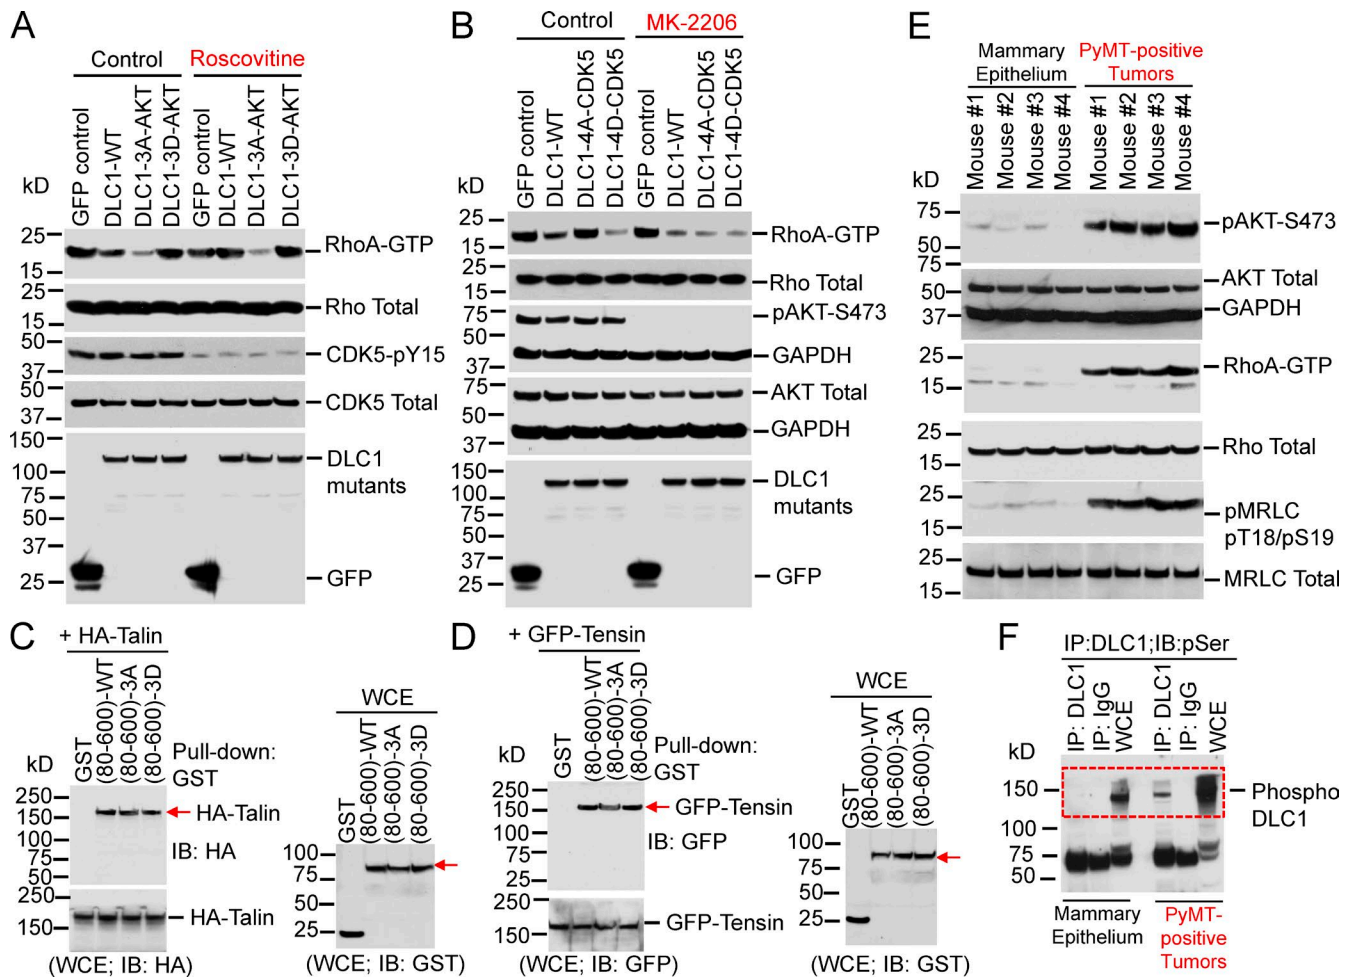 A
Control
Roscovitine
kD
GFP control
DLC1-WT
DLC1-3A-AKT
DLC1-3D-AKT
GFP control
DLC1-WT
DLC1-3A-AKT
DLC1-3D-AKT
25
15
RhoA-GTP
25
15
Rho Total
50
37
CDK5-pY15
50
37
CDK5 Total
150
100
75
50
37
25
DLC1
mutants
GFP
B
Control
MK-2206
kD
GFP control
DLC1-WT
DLC1-4A-CDK5
DLC1-4D-CDK5
GFP control
DLC1-WT
DLC1-4A-CDK5
DLC1-4D-CDK5
25
15
RhoA-GTP
25
15
Rho Total
75
50
37
pAKT-S473
GAPDH
75
50
37
AKT Total
GAPDH
150
100
75
50
37
25
DLC1
mutants
GFP
E
Mammary
Epithelium
PyMT-positive
Tumors
kD
Mouse #1
Mouse #2
Mouse #3
Mouse #4
Mouse #1
Mouse #2
Mouse #3
Mouse #4
75
50
pAKT-S473
75
50
37
AKT Total
GAPDH
25
15
RhoA-GTP
25
15
Rho Total
25
15
pMRLC
pT18/pS19
25
15
MRLC Total
C
+ HA-Talin
kD
GST
(80-600)-WT
(80-600)-3A
(80-600)-3D
Pull-down:
GST
250
150
100
75
50
37
25
HA-Talin
IB: HA
250
150
HA-Talin
(WCE; IB: HA)
WCE
GST
(80-600)-WT
(80-600)-3A
(80-600)-3D
100
75
50
37
25
(WCE; IB: GST)
D
+ GFP-Tensin
kD
GST
(80-600)-WT
(80-600)-3A
(80-600)-3D
Pull-down:
GST
250
150
100
75
50
37
25
GFP-Tensin
IB: GFP
250
150
GFP-Tensin
(WCE; IB: GFP)
WCE
GST
(80-600)-WT
(80-600)-3A
(80-600)-3D
100
75
50
37
25
(WCE; IB: GST)
F
IP:DLC1;IB:pSer
kD
IP: DLC1
IP: IgG
WCE
IP: DLC1
IP: IgG
WCE
150
100
75
50
Phospho
DLC1
Mammary
Epithelium
PyMT-
positive
Tumors